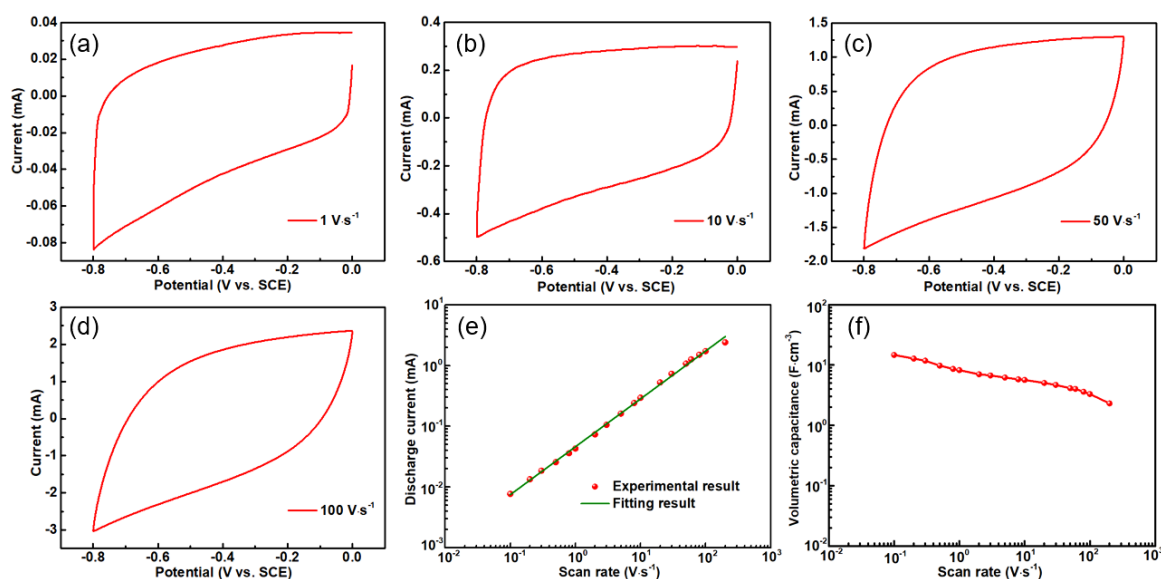 (a)
0.04
0.02
0.00
-0.02
-0.04
-0.06
-0.08
Current (mA)
1 V·s⁻¹
-0.8 -0.6 -0.4 -0.2 0.0
Potential (V vs. SCE)
(b)
0.4
0.2
0.0
-0.2
-0.4
-0.6
Current (mA)
10 V·s⁻¹
-0.8 -0.6 -0.4 -0.2 0.0
Potential (V vs. SCE)
(c)
1.5
1.0
0.5
0.0
-0.5
-1.0
-1.5
-2.0
Current (mA)
50 V·s⁻¹
-0.8 -0.6 -0.4 -0.2 0.0
Potential (V vs. SCE)
(d)
3
2
1
0
-1
-2
-3
Current (mA)
100 V·s⁻¹
-0.8 -0.6 -0.4 -0.2 0.0
Potential (V vs. SCE)
(e)
10¹
10⁰
10⁻¹
10⁻²
10⁻³
Discharge current (mA)
Experimental result
Fitting result
10⁻² 10⁻¹ 10⁰ 10¹ 10² 10³
Scan rate (V·s⁻¹)
(f)
10²
10¹
10⁰
10⁻¹
10⁻²
Volumetric capacitance (F·cm⁻³)
10⁻² 10⁻¹ 10⁰ 10¹ 10² 10³
Scan rate (V·s⁻¹)